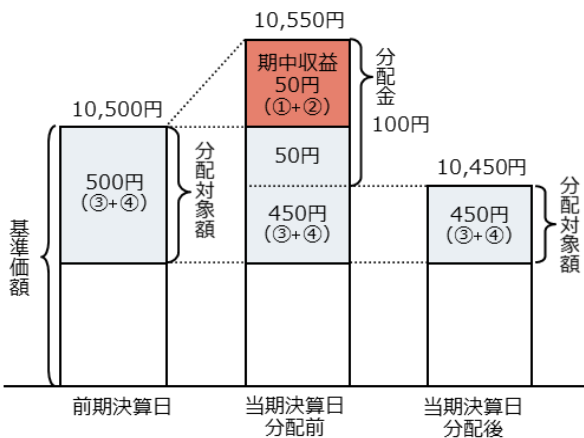 10,550円
期中収益
50円
(①+②)
分配金
100円
10,500円
500円
(③+④)
分配対象額
50円
450円
(③+④)
10,450円
450円
(③+④)
分配対象額
基準価額
前期決算日
当期決算日
分配前
当期決算日
分配後